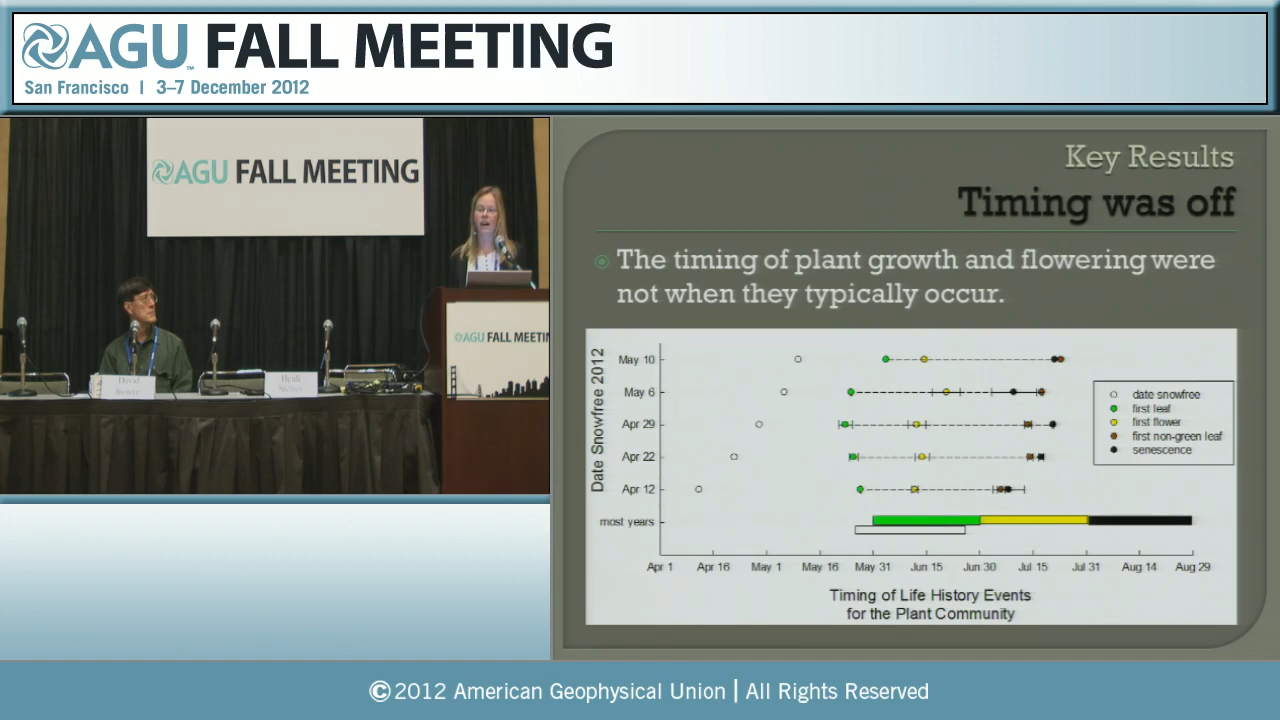 AGU FALL MEETING
San Francisco | 3–7 December 2012
AGU FALL MEETING
AGU FALL MEETIN
David
Heidi
Key Results
Timing was off
The timing of plant growth and flowering were
not when they typically occur.
Date Snowfree 2012
May 10
May 6
Apr 29
Apr 22
Apr 12
most years
date snowfree
first leaf
first flower
first non-green leaf
senescence
Apr 1 Apr 16 May 1 May 16 May 31 Jun 15 Jun 30 Jul 15 Jul 31 Aug 14 Aug 29
Timing of Life History Events
for the Plant Community
©2012 American Geophysical Union | All Rights Reserved